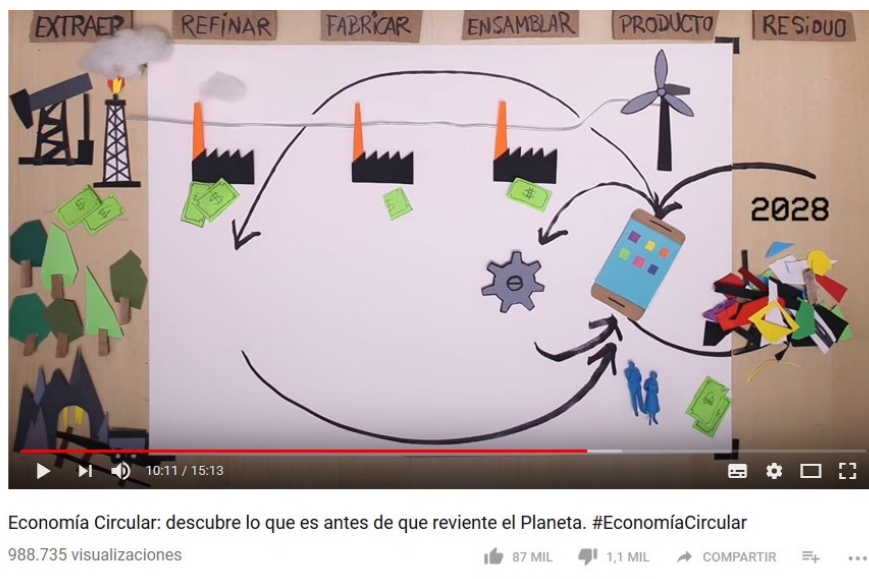 EXTRAER REFINAR FABRICAR ENSAMBLAR PRODUCTO RESIDUO
2028
10:11 / 15:13
Economía Circular: descubre lo que es antes de que reviente el Planeta. #EconomíaCircular
988.735 visualizaciones 87 MIL 1,1 MIL COMPARTIR